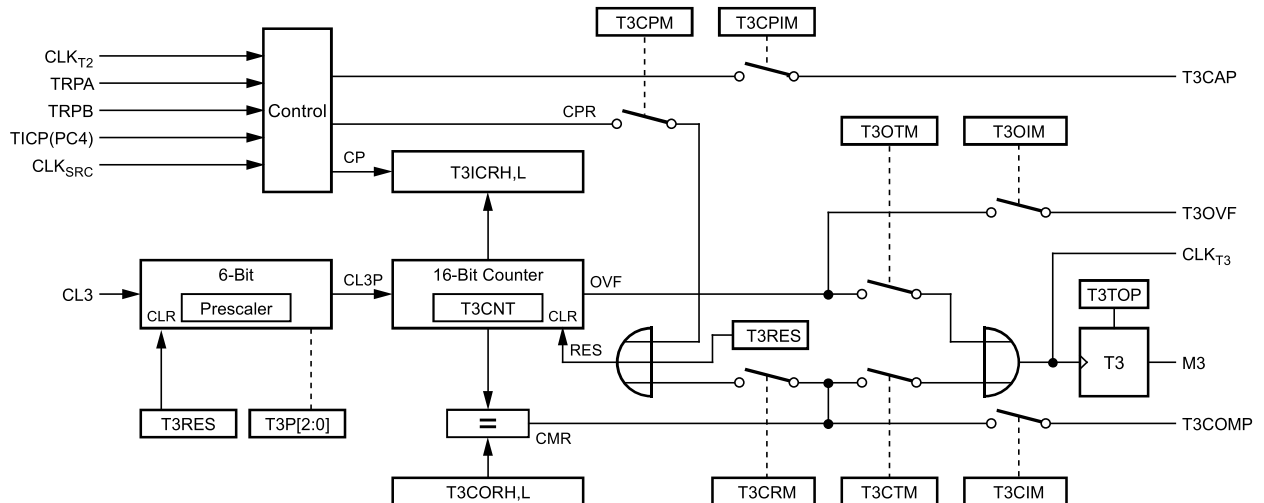 T3CPM
T3CPIM
CLKT2
TRPA
TRPB
TICP(PC4)
CLKSRC
Control
T3CAP
CPR
CP
T3ICRH,L
T3OTM
T3OIM
T3OVF
CLKT3
6-Bit
Prescaler
CLR
CL3
CL3P
16-Bit Counter
T3CNT
CLR
OVF
RES
T3RES
T3TOP
T3
M3
T3RES
T3P[2:0]
=
CMR
T3COMP
T3CORH,L
T3CRM
T3CTM
T3CIM